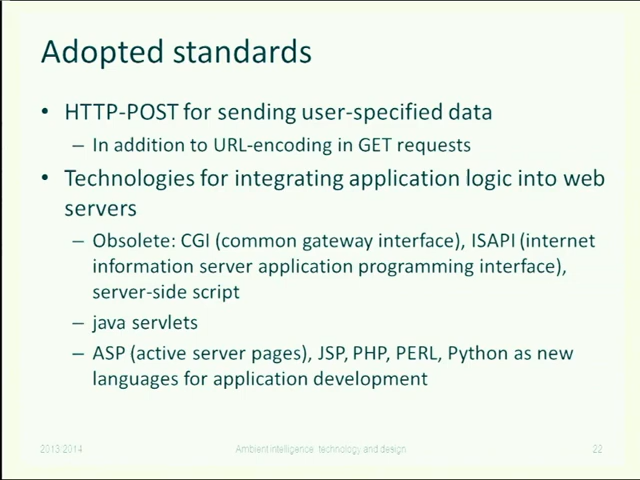 Adopted standards
• HTTP-POST for sending user-specified data
– In addition to URL-encoding in GET requests
• Technologies for integrating application logic into web
servers
– Obsolete: CGI (common gateway interface), ISAPI (internet
information server application programming interface),
server-side script
– java servlets
– ASP (active server pages), JSP, PHP, PERL, Python as new
languages for application development
2013/2014 Ambient intelligence: technology and design 22